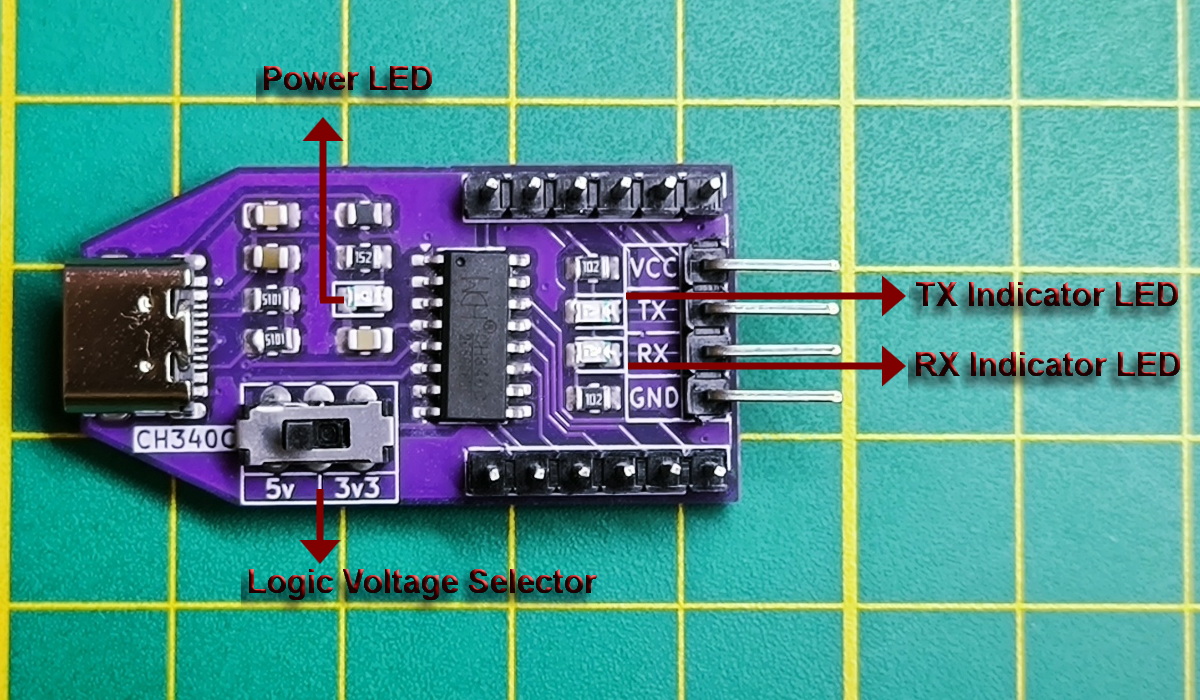 Power LED
152
5101
5101
102
VCC
TX
RX
GND
102
TX Indicator LED
RX Indicator LED
CH340C
5v 3v3
Logic Voltage Selector